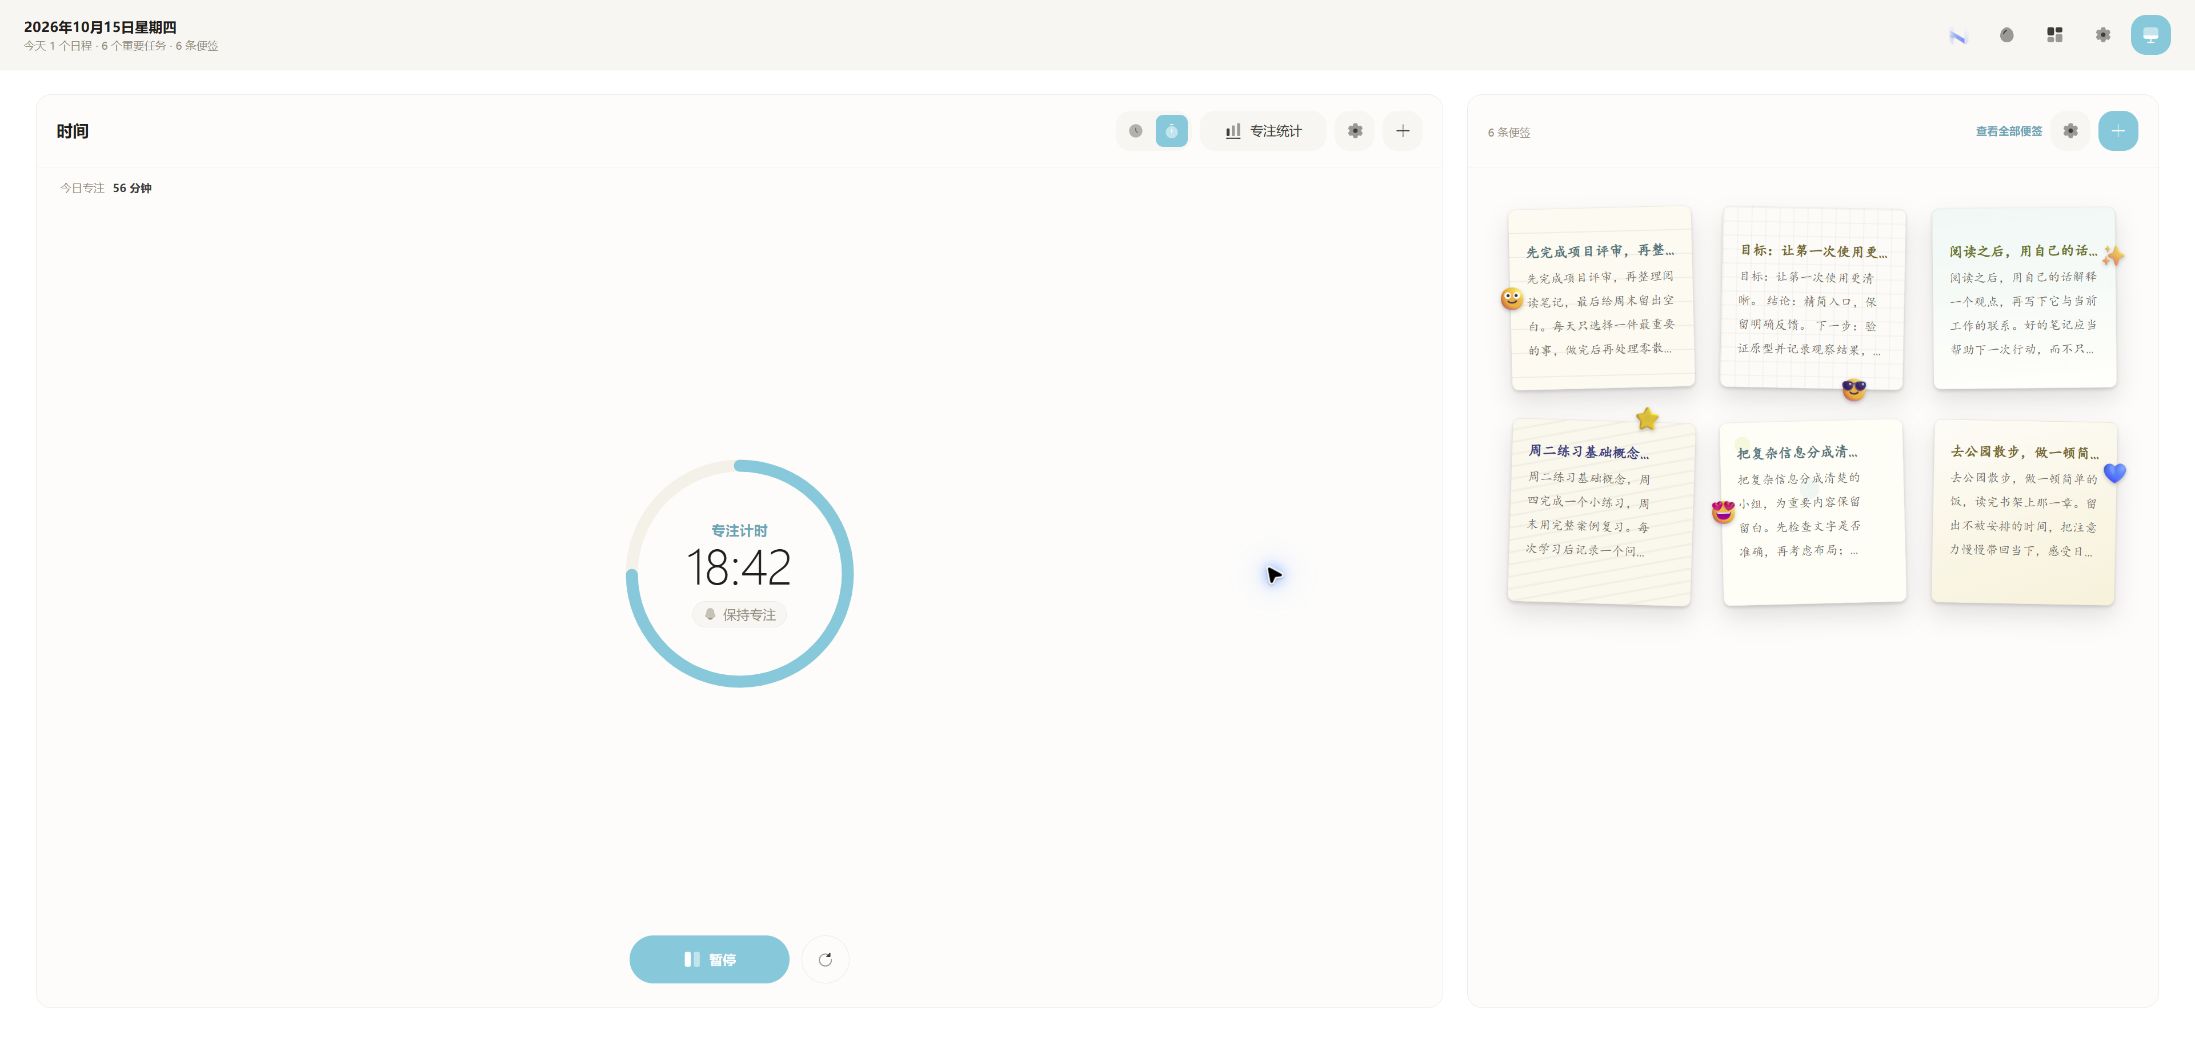 2026年10月15日星期四
今天 1 个日程 · 6 个重要任务 · 6 条便签
时间
专注统计
今日专注 56 分钟
专注计时
18:42
保持专注
暂停
6 条便签
查看全部便签
先完成项目评审，再整...
先完成项目评审，再整理阅
读笔记，最后给周末留出空
白。每天只选择一件最重要
的事，做完后再处理零散...
目标：让第一次使用更...
目标：让第一次使用更清
晰。 结论：精简入口，保
留明确反馈。 下一步：验
证原型并记录观察结果，...
阅读之后，用自己的话...
阅读之后，用自己的话解释
一个观点，再写下它与当前
工作的联系。好的笔记应当
帮助下一次行动，而不只...
周二练习基础概念...
周二练习基础概念，周
四完成一个小练习，周
末用完整案例复习。每
次学习后记录一个问...
把复杂信息分成清...
把复杂信息分成清楚的
小组，为重要内容保留
留白。先检查文字是否
准确，再考虑布局；...
去公园散步，做一顿简...
去公园散步，做一顿简单的
饭，读完书架上那一章。留
出不被安排的时间，把注意
力慢慢带回当下，感受日...